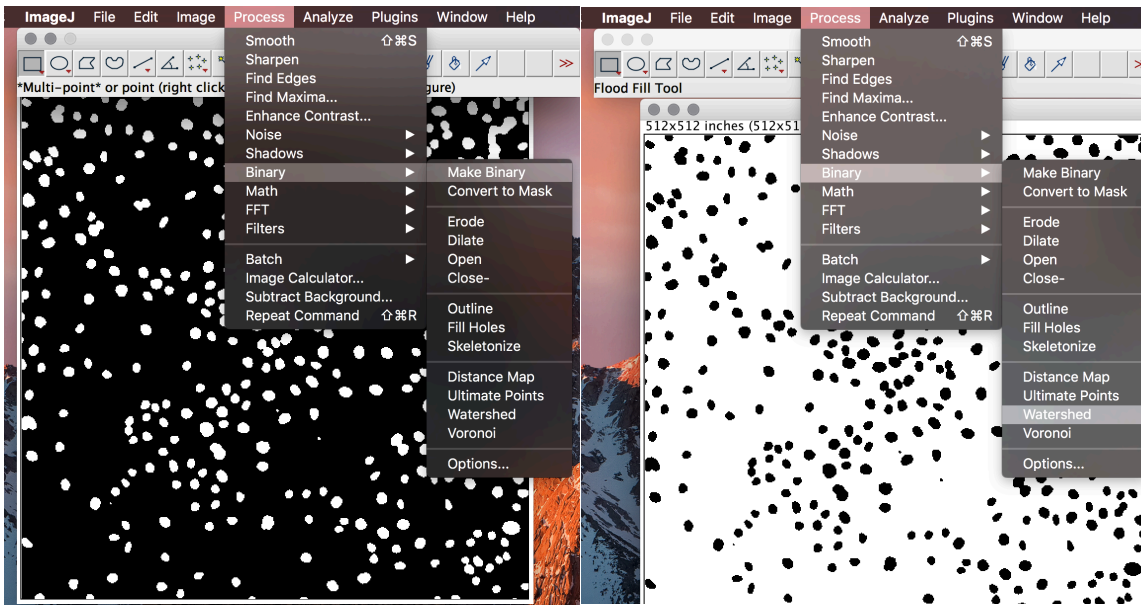 ImageJ File Edit Image Process Analyze Plugins Window Help
*Multi-point* or point (right click
gure)
Smooth ⇧⌘S
Sharpen
Find Edges
Find Maxima...
Enhance Contrast...
Noise ▶
Shadows ▶
Binary ▶
Math ▶
FFT ▶
Filters ▶
Batch ▶
Image Calculator...
Subtract Background...
Repeat Command ⇧⌘R
Make Binary
Convert to Mask
Erode
Dilate
Open
Close-
Outline
Fill Holes
Skeletonize
Distance Map
Ultimate Points
Watershed
Voronoi
Options...
ImageJ File Edit Image Process Analyze Plugins Window Help
Flood Fill Tool
512x512 inches (512x51
Smooth ⇧⌘S
Sharpen
Find Edges
Find Maxima...
Enhance Contrast...
Noise ▶
Shadows ▶
Binary ▶
Math ▶
FFT ▶
Filters ▶
Batch ▶
Image Calculator...
Subtract Background...
Repeat Command ⇧⌘R
Make Binary
Convert to Mask
Erode
Dilate
Open
Close-
Outline
Fill Holes
Skeletonize
Distance Map
Ultimate Points
Watershed
Voronoi
Options...